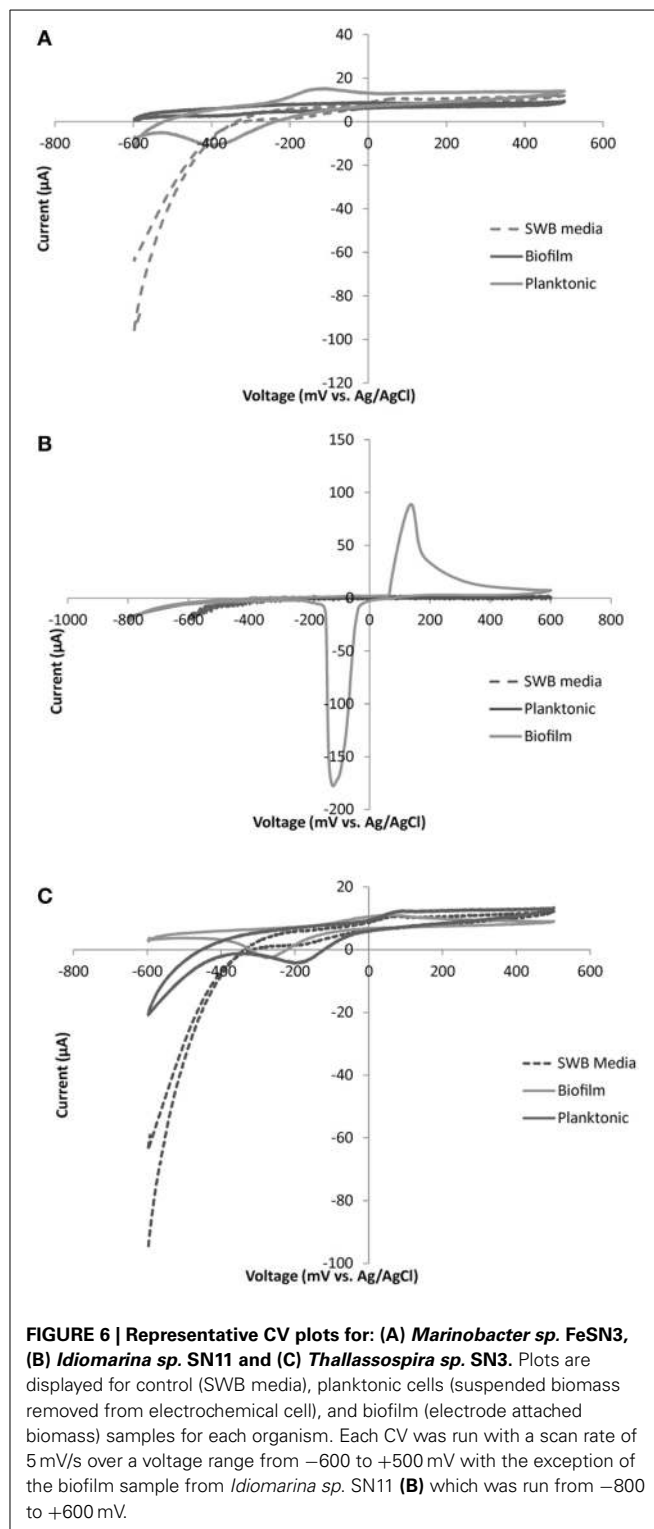 A
40
20
0
-800
-600
-400
-200
0
200
400
600
-20
-40
-60
-80
-100
-120
Current (µA)
SWB media
Biofilm
Planktonic
Voltage (mV vs. Ag/AgCl)
B
150
100
50
0
-1000
-800
-600
-400
-200
0
200
400
600
800
-50
-100
-150
-200
Current (µA)
SWB media
Planktonic
Biofilm
Voltage (mV vs. Ag/AgCl)
C
20
0
-800
-600
-400
-200
0
200
400
600
-20
-40
-60
-80
-100
Current (µA)
SWB Media
Biofilm
Planktonic
Voltage (mV vs. Ag/AgCl)
FIGURE 6 | Representative CV plots for: (A) Marinobacter sp. FeSN3,
(B) Idiomarina sp. SN11 and (C) Thallassospira sp. SN3. Plots are
displayed for control (SWB media), planktonic cells (suspended biomass
removed from electrochemical cell), and biofilm (electrode attached
biomass) samples for each organism. Each CV was run with a scan rate of
5 mV/s over a voltage range from −600 to +500 mV with the exception of
the biofilm sample from Idiomarina sp. SN11 (B) which was run from −800
to +600 mV.